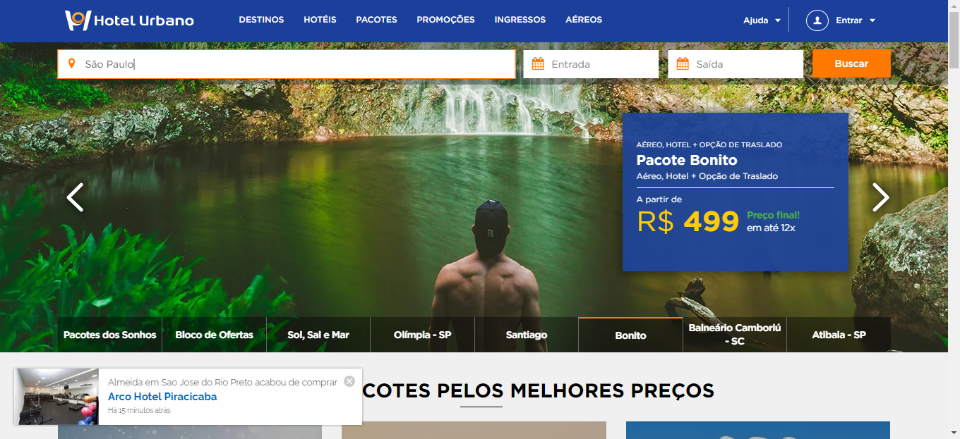 Hotel Urbano
DESTINOS HOTÉIS PACOTES PROMOÇÕES INGRESSOS AÉREOS
Ajuda Entrar
São Paulo Entrada Saída Buscar
AÉREO, HOTEL + OPÇÃO DE TRASLADO
Pacote Bonito
Aéreo, Hotel + Opção de Traslado
A partir de
R$ 499 Preço final!
em até 12x
Pacotes dos Sonhos Bloco de Ofertas Sol, Sal e Mar Olímpia - SP Santiago Bonito Balneário Camboriú - SC Atibaia - SP
Almeida em Sao Jose do Rio Preto acabou de comprar
Arco Hotel Piracicaba
Há 15 minutos atrás
COTES PELOS MELHORES PREÇOS